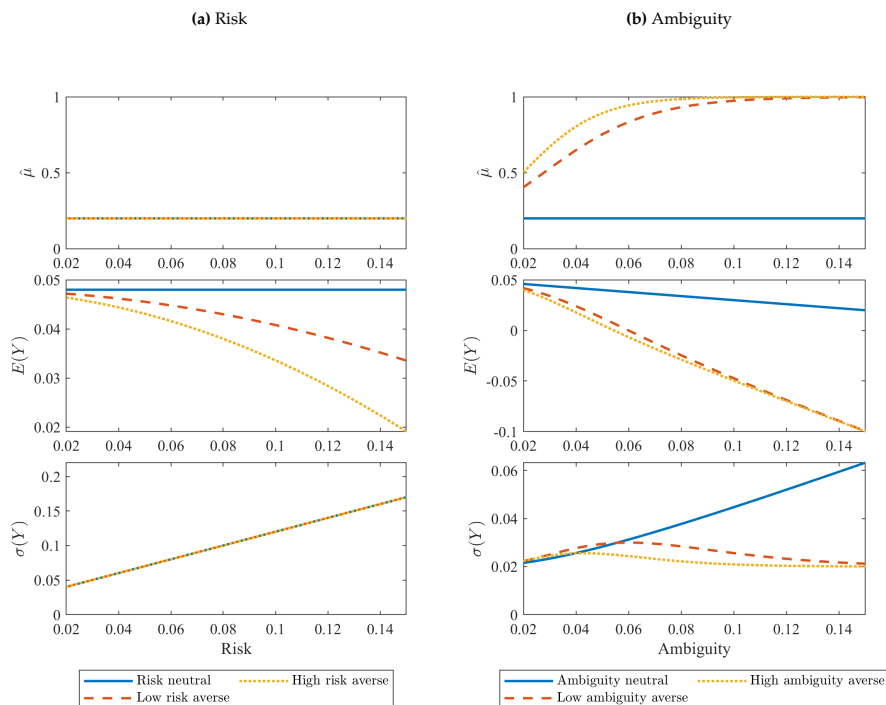 (a) Risk
(b) Ambiguity
1
0.5
0
μ̂
0.02 0.04 0.06 0.08 0.1 0.12 0.14
0.05
0.04
0.03
0.02
E(Y)
0.02 0.04 0.06 0.08 0.1 0.12 0.14
0.2
0.15
0.1
0.05
0
σ(Y)
0.02 0.04 0.06 0.08 0.1 0.12 0.14
Risk
Risk neutral
Low risk averse
High risk averse
1
0.5
0
μ̂
0.02 0.04 0.06 0.08 0.1 0.12 0.14
0.05
0
-0.05
-0.1
E(Y)
0.02 0.04 0.06 0.08 0.1 0.12 0.14
0.06
0.04
0.02
0
σ(Y)
0.02 0.04 0.06 0.08 0.1 0.12 0.14
Ambiguity
Ambiguity neutral
Low ambiguity averse
High ambiguity averse